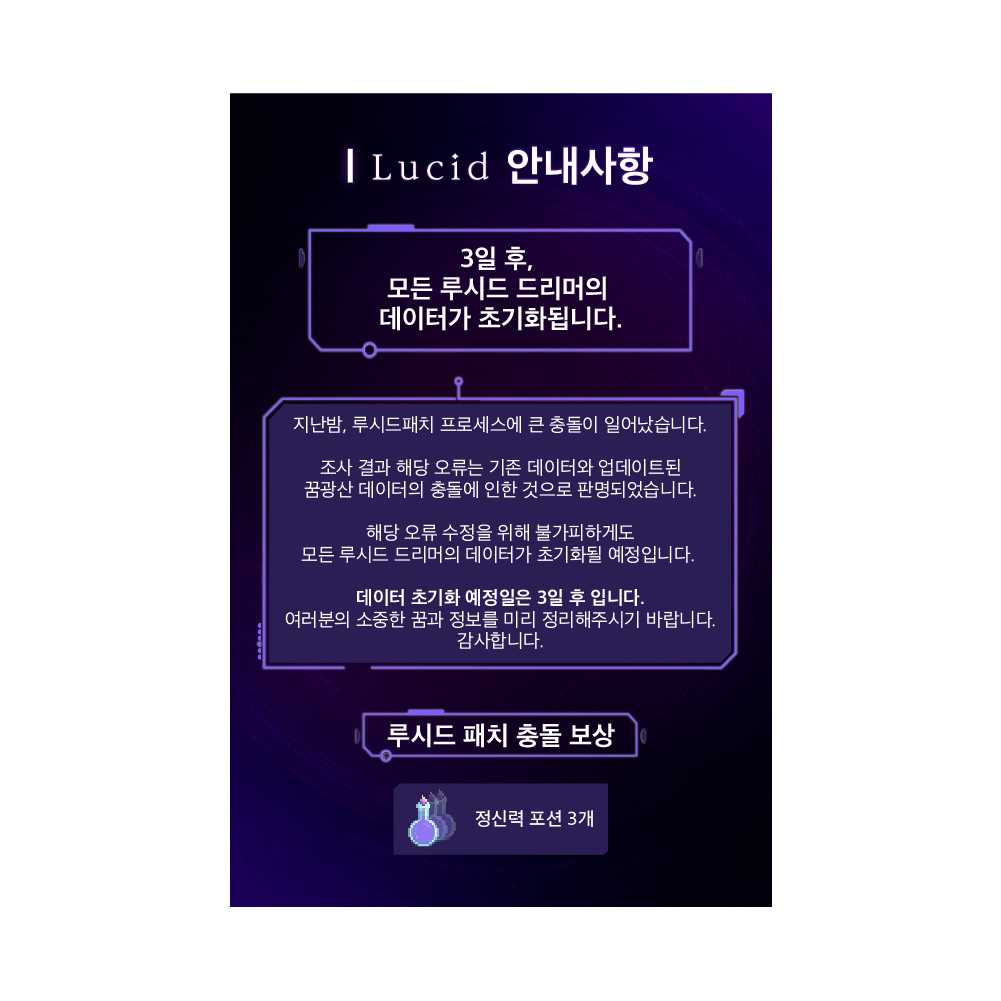 Lucid 안내사항
3일 후,
모든 루시드 드리머의
데이터가 초기화됩니다.
지난밤, 루시드패치 프로세스에 큰 충돌이 일어났습니다.
조사 결과 해당 오류는 기존 데이터와 업데이트된
꿈광산 데이터의 충돌에 인한 것으로 판명되었습니다.
해당 오류 수정을 위해 불가피하게도
모든 루시드 드리머의 데이터가 초기화될 예정입니다.
데이터 초기화 예정일은 3일 후 입니다.
여러분의 소중한 꿈과 정보를 미리 정리해주시기 바랍니다.
감사합니다.
루시드 패치 충돌 보상
정신력 포션 3개